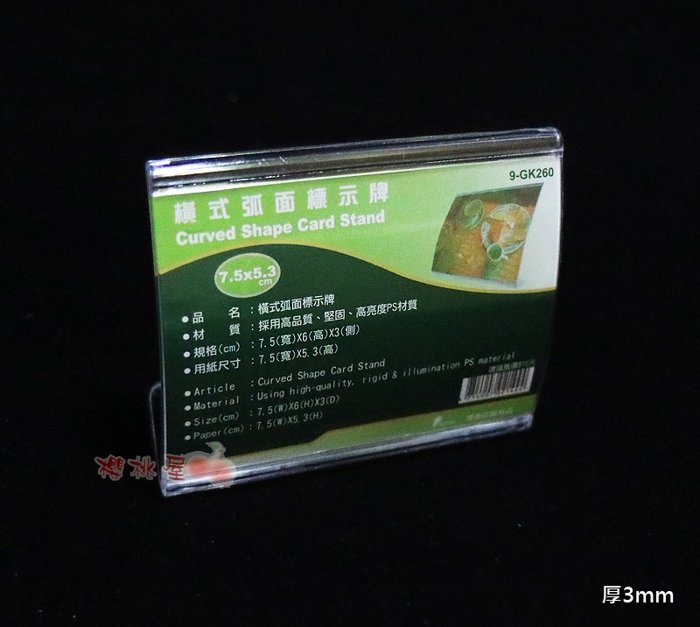 9-GK260
橫式弧面標示牌
Curved Shape Card Stand
7.5x5.3
cm
●品　　名：橫式弧面標示牌
●材　　質：採用高品質、堅固、高亮度PS材質
●規格(cm)：7.5(寬)X6(高)X3(側)
●用紙尺寸：7.5(寬)X5.3(高)
●Article :Curved Shape Card Stand
●Material :Using high-quality, rigid & illumination PS material
●Size(cm) :7.5(W)X6(H)X3(D)
●Paper(cm):7.5(W)X5.3(H)
櫻桃屋
厚3mm